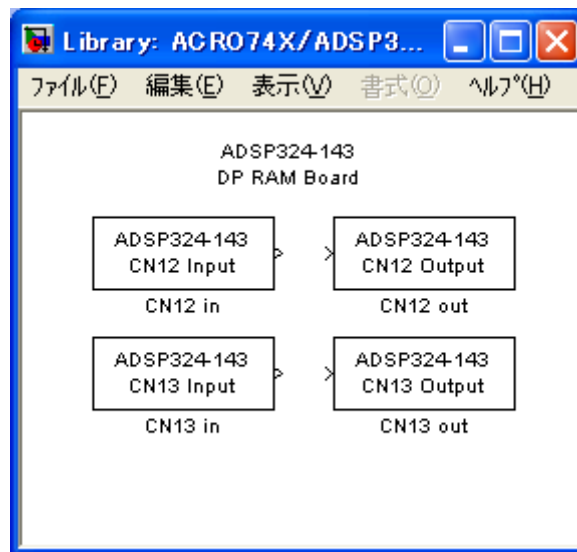 Library: ACRO74X/ADSP3...
ファイル(F) 編集(E) 表示(V) 書式(O) ヘルプ(H)
ADSP324-143
DP RAM Board
ADSP324-143 ADSP324-143
CN12 Input CN12 Output
CN12 in CN12 out
ADSP324-143 ADSP324-143
CN13 Input CN13 Output
CN13 in CN13 out